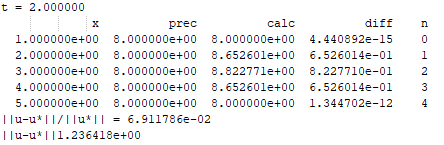 t = 2.000000
x prec calc diff n
1.000000e+00 8.000000e+00 8.000000e+00 4.440892e-15 0
2.000000e+00 8.000000e+00 8.652601e+00 6.526014e-01 1
3.000000e+00 8.000000e+00 8.822771e+00 8.227710e-01 2
4.000000e+00 8.000000e+00 8.652601e+00 6.526014e-01 3
5.000000e+00 8.000000e+00 8.000000e+00 1.344702e-12 4
||u-u*||/||u*|| = 6.911786e-02
||u-u*||1.236418e+00